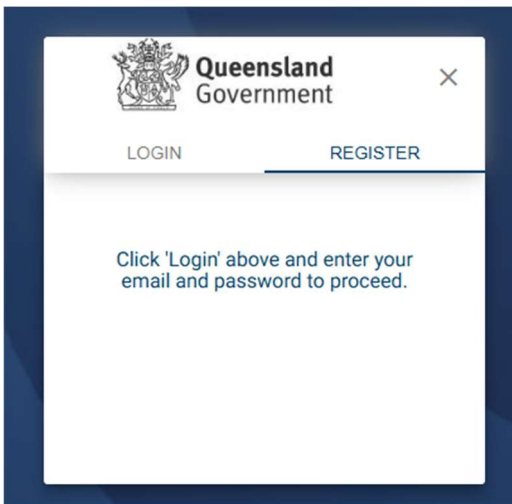 Queensland
Government
LOGIN
REGISTER
Click 'Login' above and enter your
email and password to proceed.